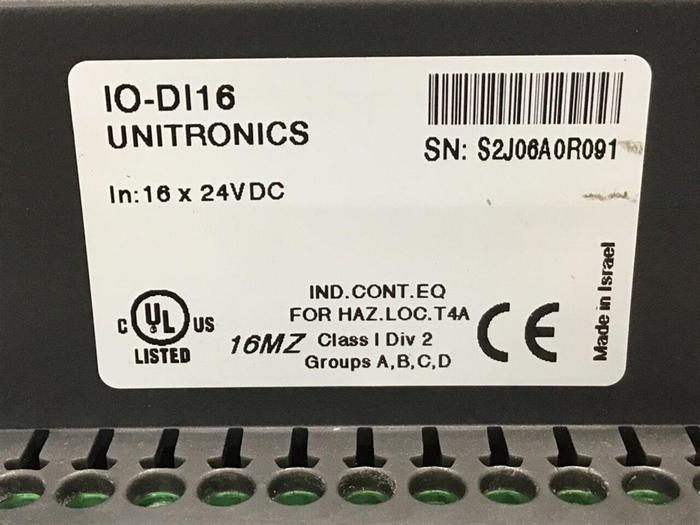 IO-DI16
UNITRONICS
SN: S2J06A0R091
In:16 x 24VDC
Made in Israel
IND.CONT.EQ
FOR HAZ.LOC.T4A
C UL US
LISTED
16MZ
Class I Div 2
Groups A,B,C,D
CE